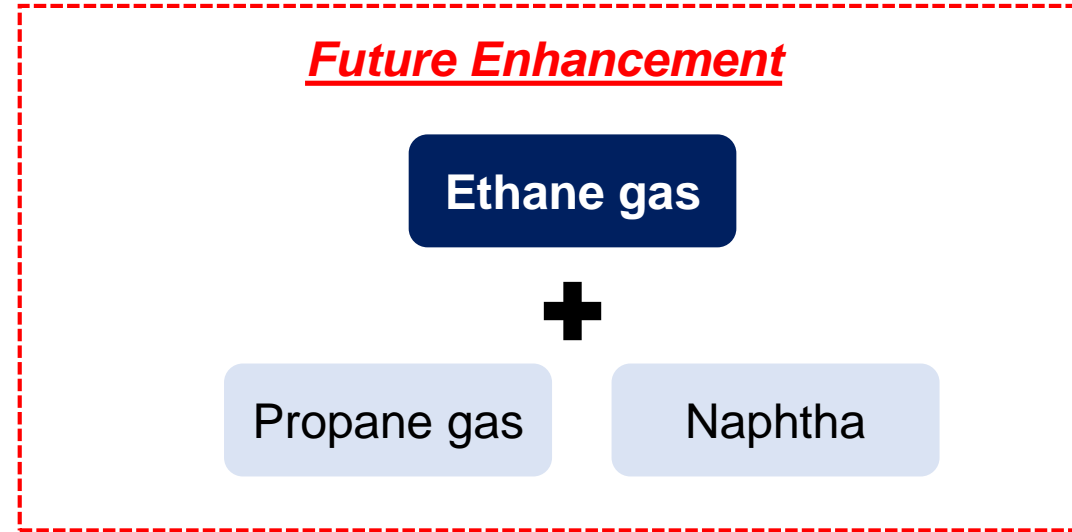 Future Enhancement
Ethane gas
Propane gas
Naphtha